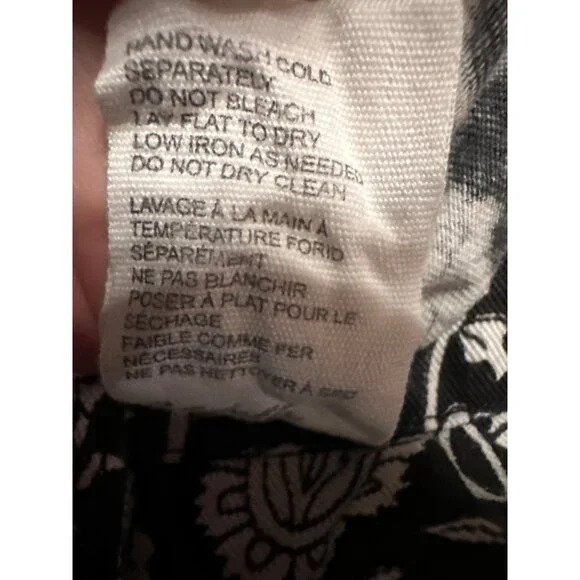 HAND WASH COLD
SEPARATELY
DO NOT BLEACH
LAY FLAT TO DRY
LOW IRON AS NEEDED
DO NOT DRY CLEAN
LAVAGE À LA MAIN À
TEMPÉRATURE FORID
SÉPARÉMENT
NE PAS BLANCHIR
POSER À PLAT POUR LE
SÉCHAGE
FAIBLE COMME FER
NÉCESSAIRES
NE PAS NETTOYER À SEC